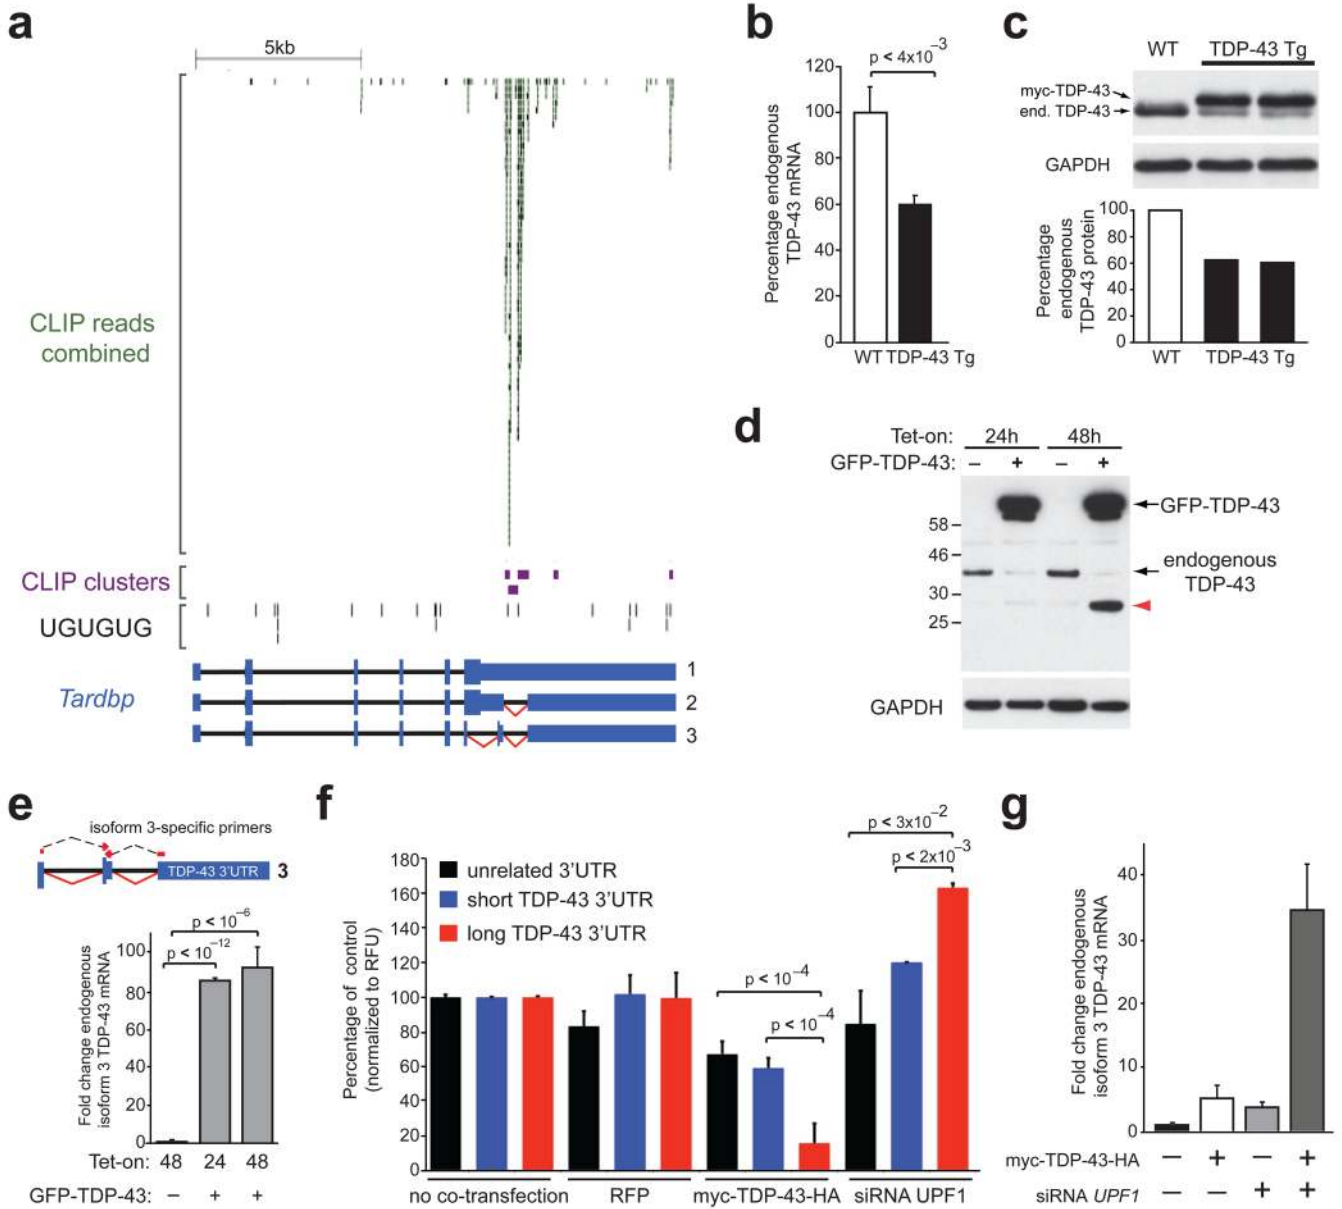 a
5kb
CLIP reads
combined
CLIP clusters
UGUGUG
Tardbp
1
2
3
b
p < 4x10⁻³
Percentage endogenous
TDP-43 mRNA
120
100
80
60
40
20
0
WT TDP-43 Tg
c
WT TDP-43 Tg
myc-TDP-43
end. TDP-43
GAPDH
Percentage
endogenous
TDP-43 protein
100
80
60
40
20
0
WT TDP-43 Tg
d
Tet-on: 24h 48h
GFP-TDP-43: – + – +
58
46
30
25
GFP-TDP-43
endogenous
TDP-43
GAPDH
e
isoform 3-specific primers
TDP-43 3'UTR 3
p < 10⁻⁶
p < 10⁻¹²
Fold change endogenous
isoform 3 TDP-43 mRNA
100
80
60
40
20
0
Tet-on: 48 24 48
GFP-TDP-43: – + +
f
Percentage of control
(normalized to RFU)
180
160
140
120
100
80
60
40
20
0
unrelated 3'UTR
short TDP-43 3'UTR
long TDP-43 3'UTR
p < 10⁻⁴
p < 10⁻⁴
p < 3x10⁻²
p < 2x10⁻³
no co-transfection RFP myc-TDP-43-HA siRNA UPF1
g
Fold change endogenous
isoform 3 TDP-43 mRNA
40
30
20
10
0
myc-TDP-43-HA – + – +
siRNA UPF1 – – + +